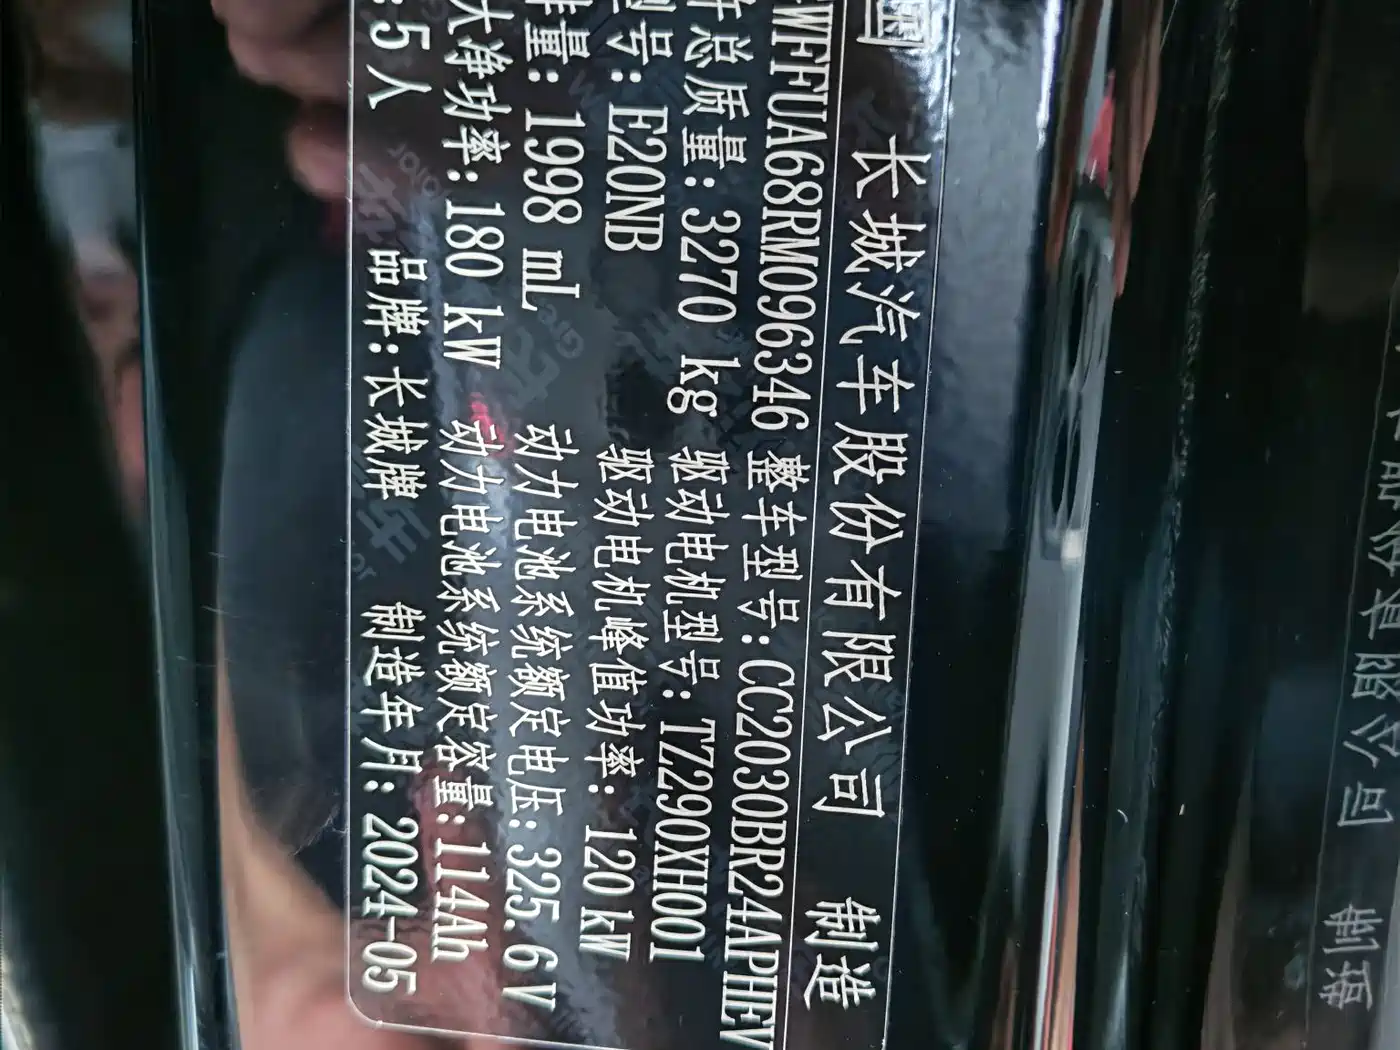 国 长城汽车股份有限公司 制造
WFFUA68RM096346 整车型号:CC2030BR24APHEV
总质量: 3270 kg 驱动电机型号: TZ290XH001
型号: E20NB 驱动电机峰值功率: 120 kW
排量: 1998 mL 动力电池系统额定电压:325.6V
大净功率:180 kW 动力电池系统额定容量:114Ah
:5人 品牌:长城牌 制造年月: 2024-05